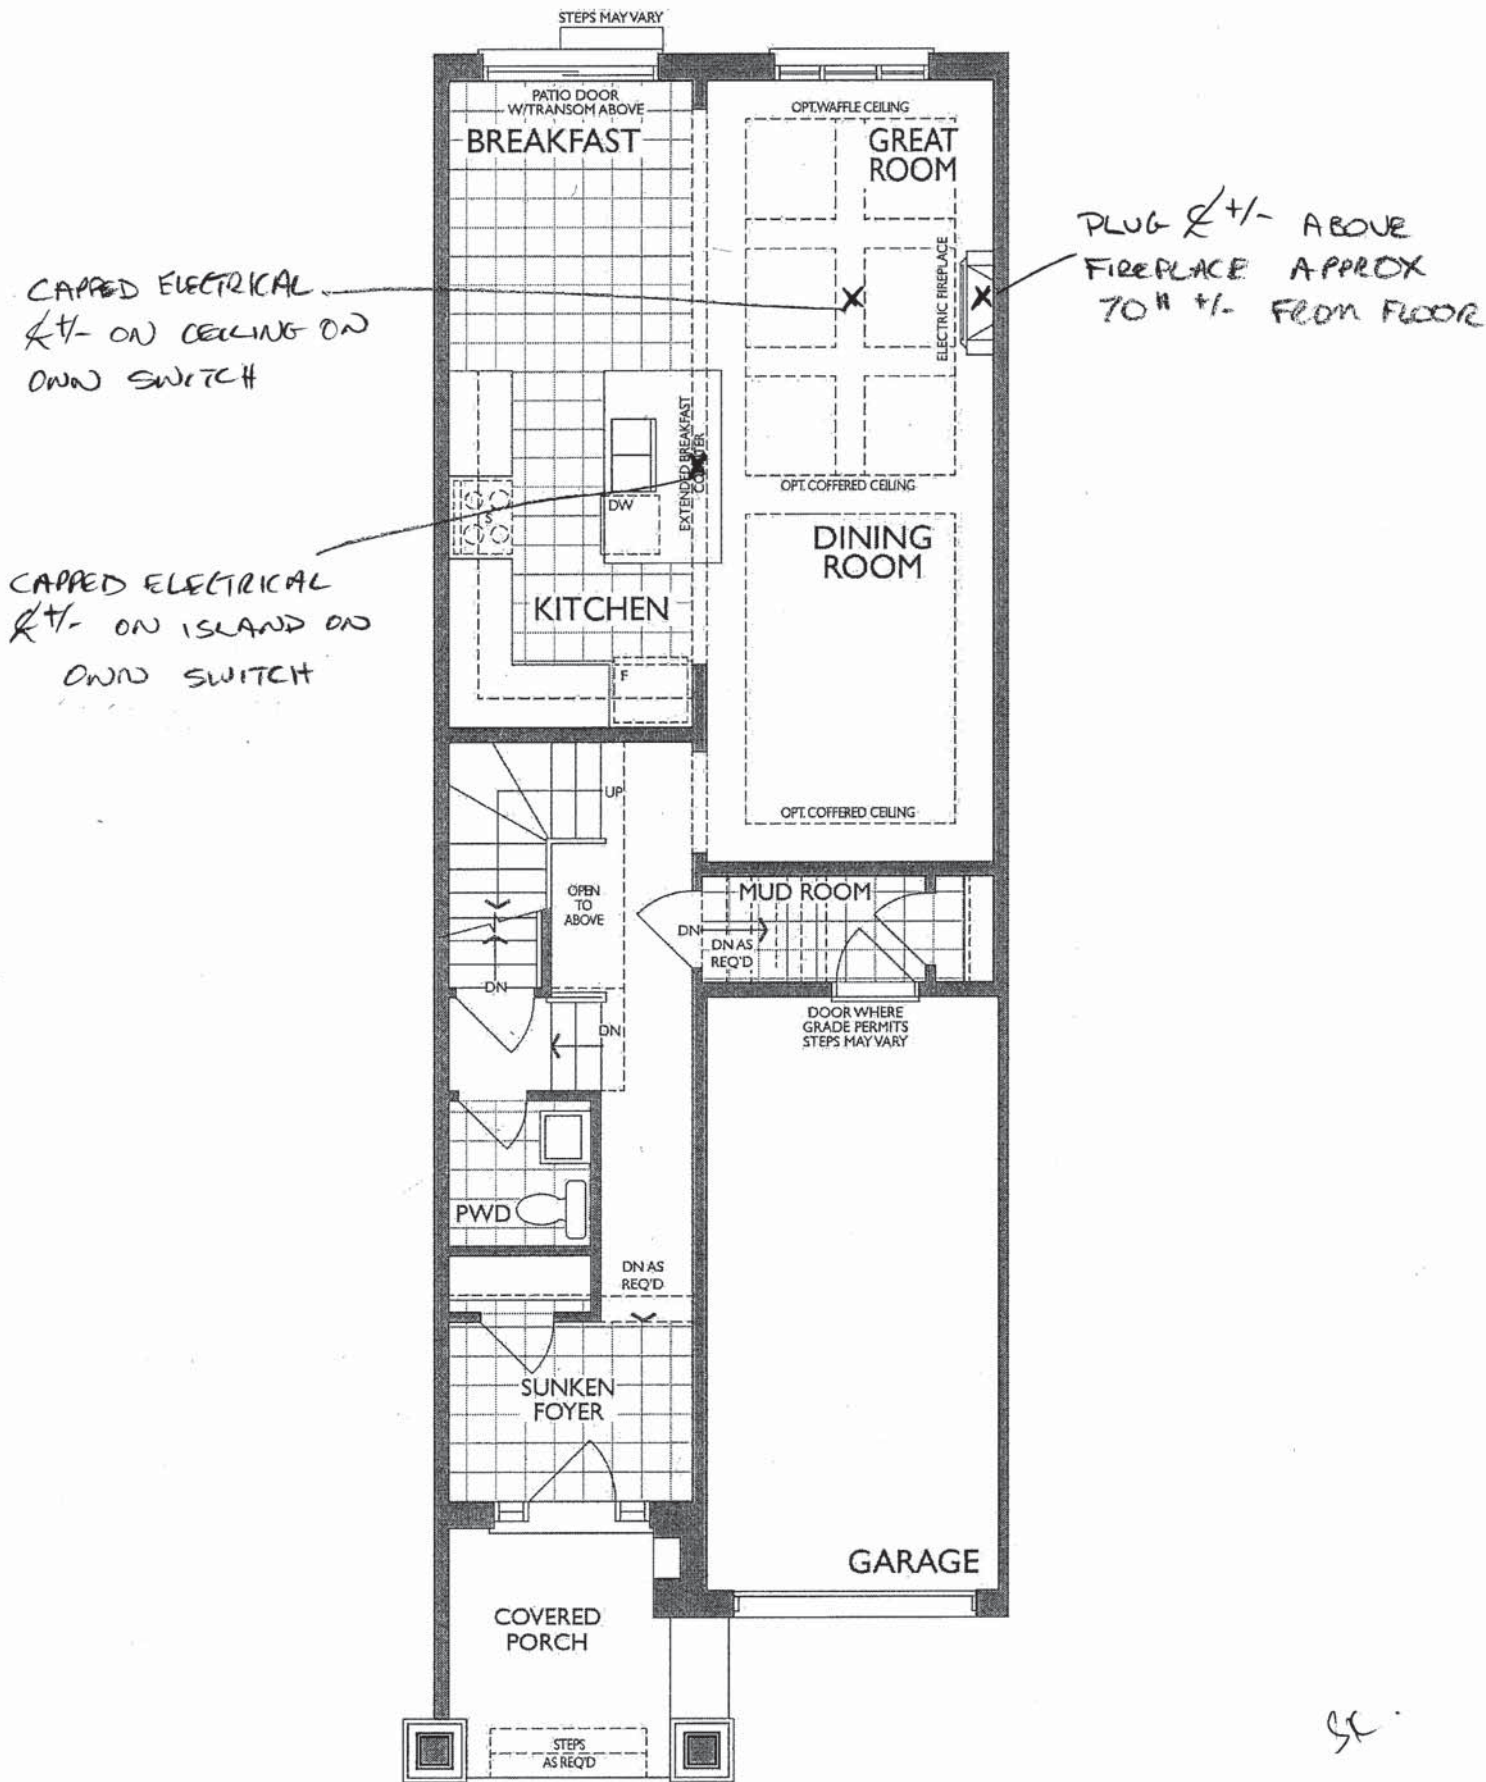 STEPS MAY VARY
PATIO DOOR
W/TRANSOM ABOVE
BREAKFAST
OPT. WAFFLE CEILING
GREAT
ROOM
ELECTRIC FIREPLACE
PLUG ℄ +/- ABOVE
FIREPLACE APPROX
70" +/- FROM FLOOR
CAPPED ELECTRICAL
℄ +/- ON CEILING ON
OWN SWITCH
EXTENDED BREAKFAST
COUNTER
OPT. COFFERED CEILING
S
DW
DINING
ROOM
CAPPED ELECTRICAL
℄ +/- ON ISLAND ON
OWN SWITCH
KITCHEN
F
UP
OPT. COFFERED CEILING
OPEN
TO
ABOVE
MUD ROOM
DN
DN AS
REQ'D
DN
DN
DOOR WHERE
GRADE PERMITS
STEPS MAY VARY
PWD
DN AS
REQ'D
SUNKEN
FOYER
GARAGE
COVERED
PORCH
STEPS
AS REQ'D